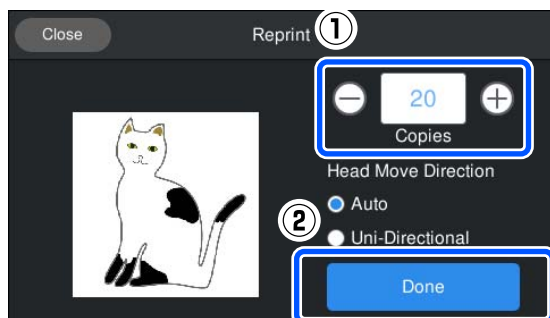 Close
Reprint
1
20
Copies
Head Move Direction
Auto
2
Uni-Directional
Done